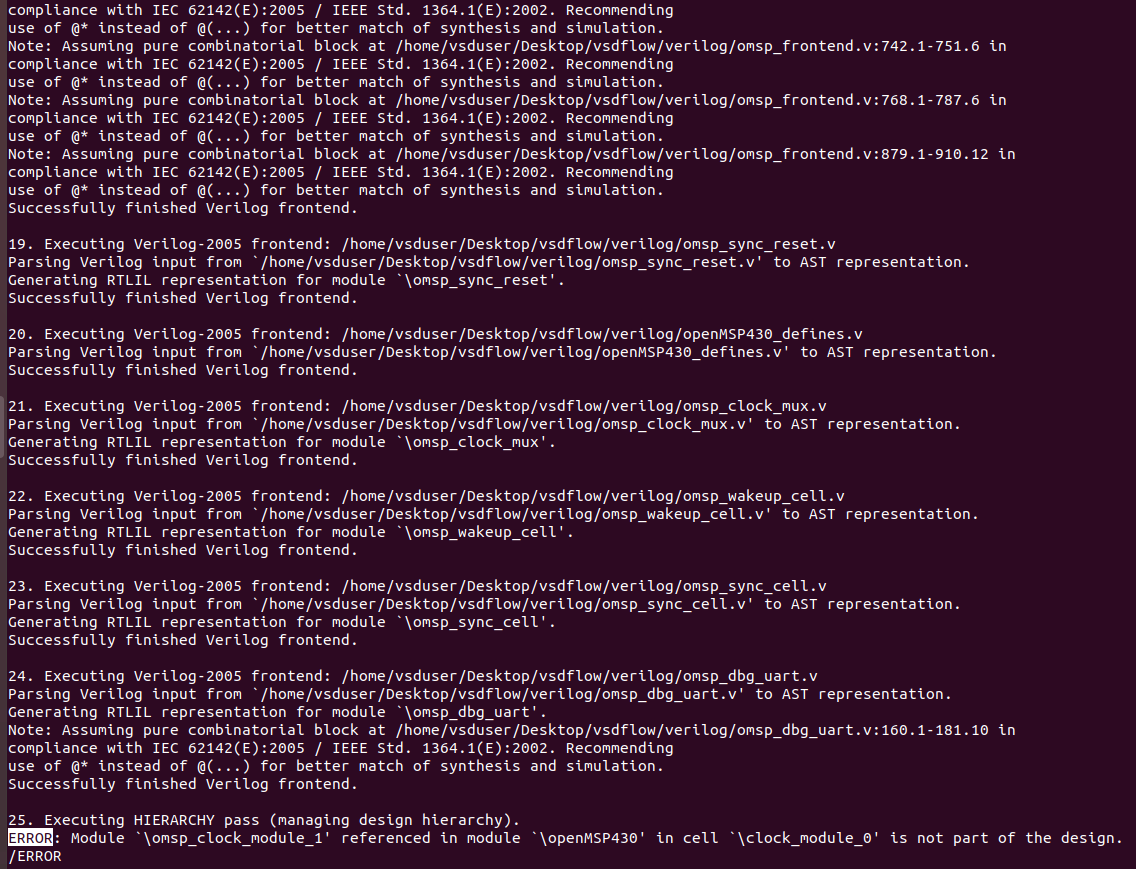 compliance with IEC 62142(E):2005 / IEEE Std. 1364.1(E):2002. Recommending
use of @* instead of @(...) for better match of synthesis and simulation.
Note: Assuming pure combinatorial block at /home/vsduser/Desktop/vsdflow/verilog/omsp_frontend.v:742.1-751.6 in
compliance with IEC 62142(E):2005 / IEEE Std. 1364.1(E):2002. Recommending
use of @* instead of @(...) for better match of synthesis and simulation.
Note: Assuming pure combinatorial block at /home/vsduser/Desktop/vsdflow/verilog/omsp_frontend.v:768.1-787.6 in
compliance with IEC 62142(E):2005 / IEEE Std. 1364.1(E):2002. Recommending
use of @* instead of @(...) for better match of synthesis and simulation.
Note: Assuming pure combinatorial block at /home/vsduser/Desktop/vsdflow/verilog/omsp_frontend.v:879.1-910.12 in
compliance with IEC 62142(E):2005 / IEEE Std. 1364.1(E):2002. Recommending
use of @* instead of @(...) for better match of synthesis and simulation.
Successfully finished Verilog frontend.

19. Executing Verilog-2005 frontend: /home/vsduser/Desktop/vsdflow/verilog/omsp_sync_reset.v
Parsing Verilog input from `/home/vsduser/Desktop/vsdflow/verilog/omsp_sync_reset.v' to AST representation.
Generating RTLIL representation for module `\omsp_sync_reset'.
Successfully finished Verilog frontend.

20. Executing Verilog-2005 frontend: /home/vsduser/Desktop/vsdflow/verilog/openMSP430_defines.v
Parsing Verilog input from `/home/vsduser/Desktop/vsdflow/verilog/openMSP430_defines.v' to AST representation.
Successfully finished Verilog frontend.

21. Executing Verilog-2005 frontend: /home/vsduser/Desktop/vsdflow/verilog/omsp_clock_mux.v
Parsing Verilog input from `/home/vsduser/Desktop/vsdflow/verilog/omsp_clock_mux.v' to AST representation.
Generating RTLIL representation for module `\omsp_clock_mux'.
Successfully finished Verilog frontend.

22. Executing Verilog-2005 frontend: /home/vsduser/Desktop/vsdflow/verilog/omsp_wakeup_cell.v
Parsing Verilog input from `/home/vsduser/Desktop/vsdflow/verilog/omsp_wakeup_cell.v' to AST representation.
Generating RTLIL representation for module `\omsp_wakeup_cell'.
Successfully finished Verilog frontend.

23. Executing Verilog-2005 frontend: /home/vsduser/Desktop/vsdflow/verilog/omsp_sync_cell.v
Parsing Verilog input from `/home/vsduser/Desktop/vsdflow/verilog/omsp_sync_cell.v' to AST representation.
Generating RTLIL representation for module `\omsp_sync_cell'.
Successfully finished Verilog frontend.

24. Executing Verilog-2005 frontend: /home/vsduser/Desktop/vsdflow/verilog/omsp_dbg_uart.v
Parsing Verilog input from `/home/vsduser/Desktop/vsdflow/verilog/omsp_dbg_uart.v' to AST representation.
Generating RTLIL representation for module `\omsp_dbg_uart'.
Note: Assuming pure combinatorial block at /home/vsduser/Desktop/vsdflow/verilog/omsp_dbg_uart.v:160.1-181.10 in
compliance with IEC 62142(E):2005 / IEEE Std. 1364.1(E):2002. Recommending
use of @* instead of @(...) for better match of synthesis and simulation.
Successfully finished Verilog frontend.

25. Executing HIERARCHY pass (managing design hierarchy).
ERROR: Module `\omsp_clock_module_1' referenced in module `\openMSP430' in cell `\clock_module_0' is not part of the design.
/ERROR